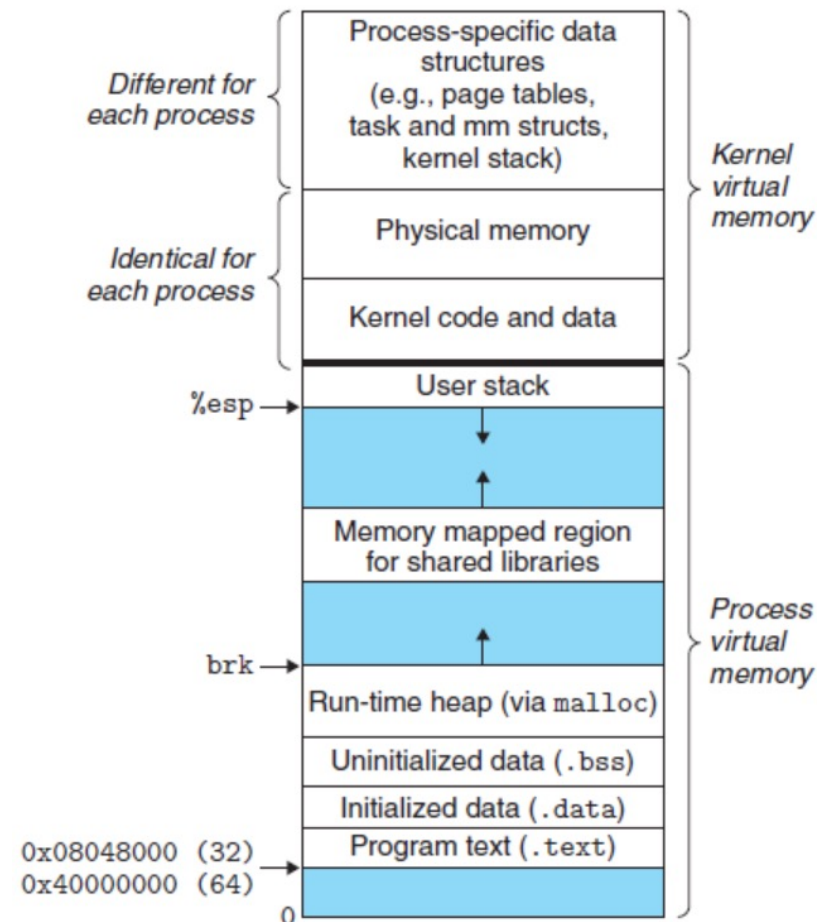 Process-specific data
structures
(e.g., page tables,
task and mm structs,
kernel stack)
Different for
each process
Kernel
virtual
memory
Physical memory
Identical for
each process
Kernel code and data
User stack
%esp
Memory mapped region
for shared libraries
Process
virtual
memory
brk
Run-time heap (via malloc)
Uninitialized data (.bss)
Initialized data (.data)
Program text (.text)
0x08048000 (32)
0x40000000 (64)
0